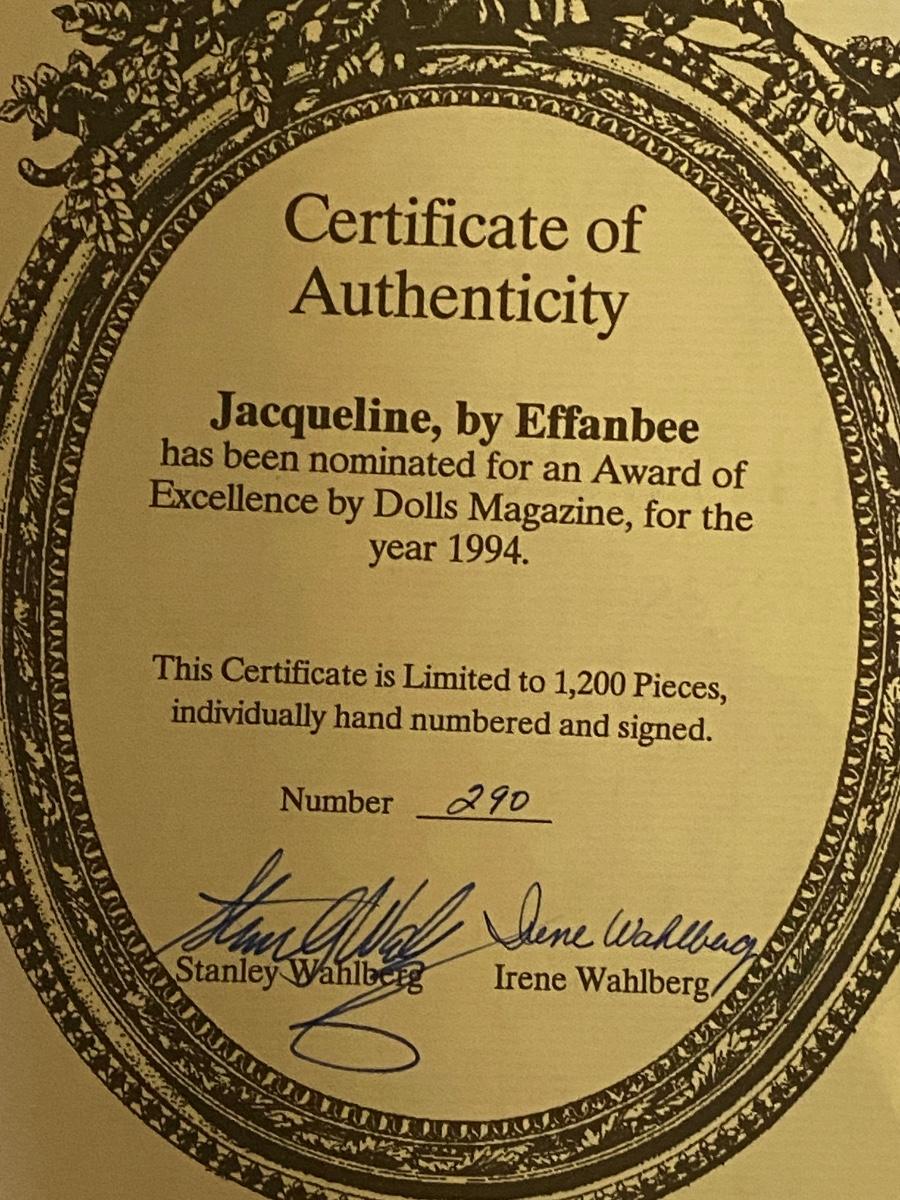 Certificate of
Authenticity
Jacqueline, by Effanbee
has been nominated for an Award of
Excellence by Dolls Magazine, for the
year 1994.
This Certificate is Limited to 1,200 Pieces,
individually hand numbered and signed.
Number 290
Irene Wahlberg
Stanley Wahlberg Irene Wahlberg